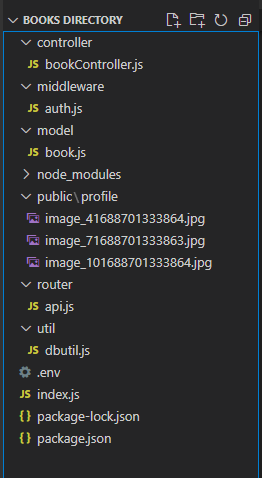 BOOKS DIRECTORY
controller
JS bookController.js
middleware
JS auth.js
model
JS book.js
node_modules
public\profile
image_41688701333864.jpg
image_71688701333863.jpg
image_101688701333864.jpg
router
JS api.js
util
JS dbutil.js
.env
JS index.js
{} package-lock.json
{} package.json